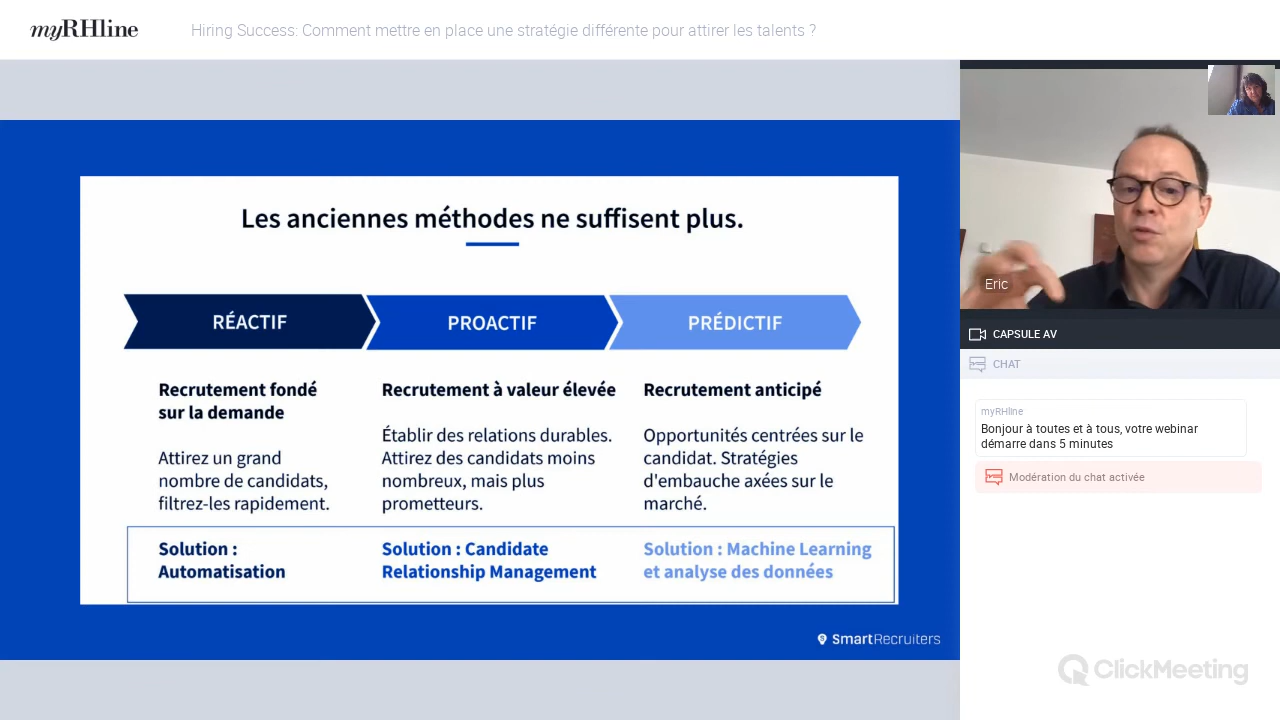 myRHline
Hiring Success: Comment mettre en place une stratégie différente pour attirer les talents ?
Les anciennes méthodes ne suffisent plus.
RÉACTIF
PROACTIF
PRÉDICTIF
Recrutement fondé
sur la demande
Attirez un grand
nombre de candidats,
filtrez-les rapidement.
Solution :
Automatisation
Recrutement à valeur élevée
Établir des relations durables.
Attirez des candidats moins
nombreux, mais plus
prometteurs.
Solution : Candidate
Relationship Management
Recrutement anticipé
Opportunités centrées sur le
candidat. Stratégies
d'embauche axées sur le
marché.
Solution : Machine Learning
et analyse des données
SmartRecruiters
Eric
CAPSULE AV
CHAT
myRHline
Bonjour à toutes et à tous, votre webinar
démarre dans 5 minutes
Modération du chat activée
ClickMeeting